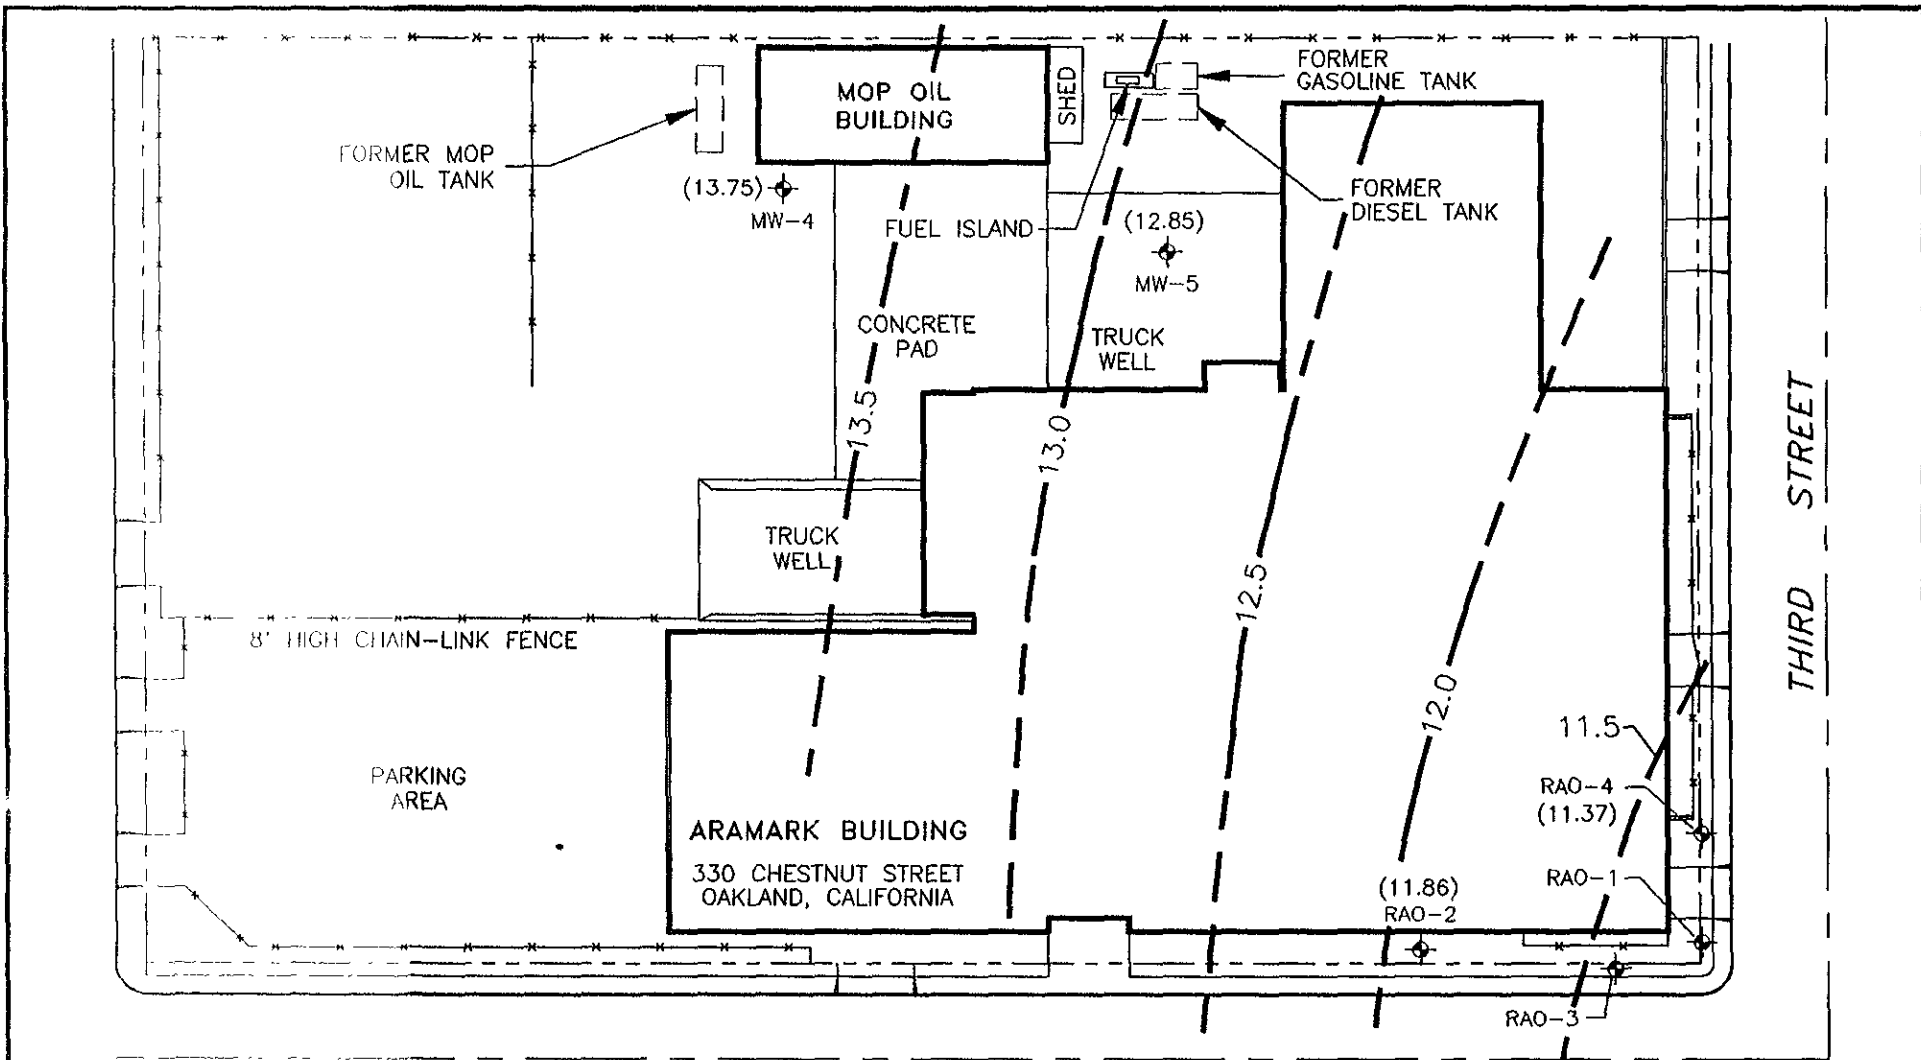 FORMER
GASOLINE TANK
MOP OIL
BUILDING
SHED
FORMER MOP
OIL TANK
(13.75)
MW-4
FUEL ISLAND
(12.85)
MW-5
FORMER
DIESEL TANK
CONCRETE
PAD
TRUCK
WELL
13.5
13.0
12.5
12.0
11.5
TRUCK
WELL
8' HIGH CHAIN-LINK FENCE
THIRD STREET
PARKING
AREA
RAO-4
(11.37)
ARAMARK BUILDING
330 CHESTNUT STREET
OAKLAND, CALIFORNIA
(11.86)
RAO-2
RAO-1
RAO-3